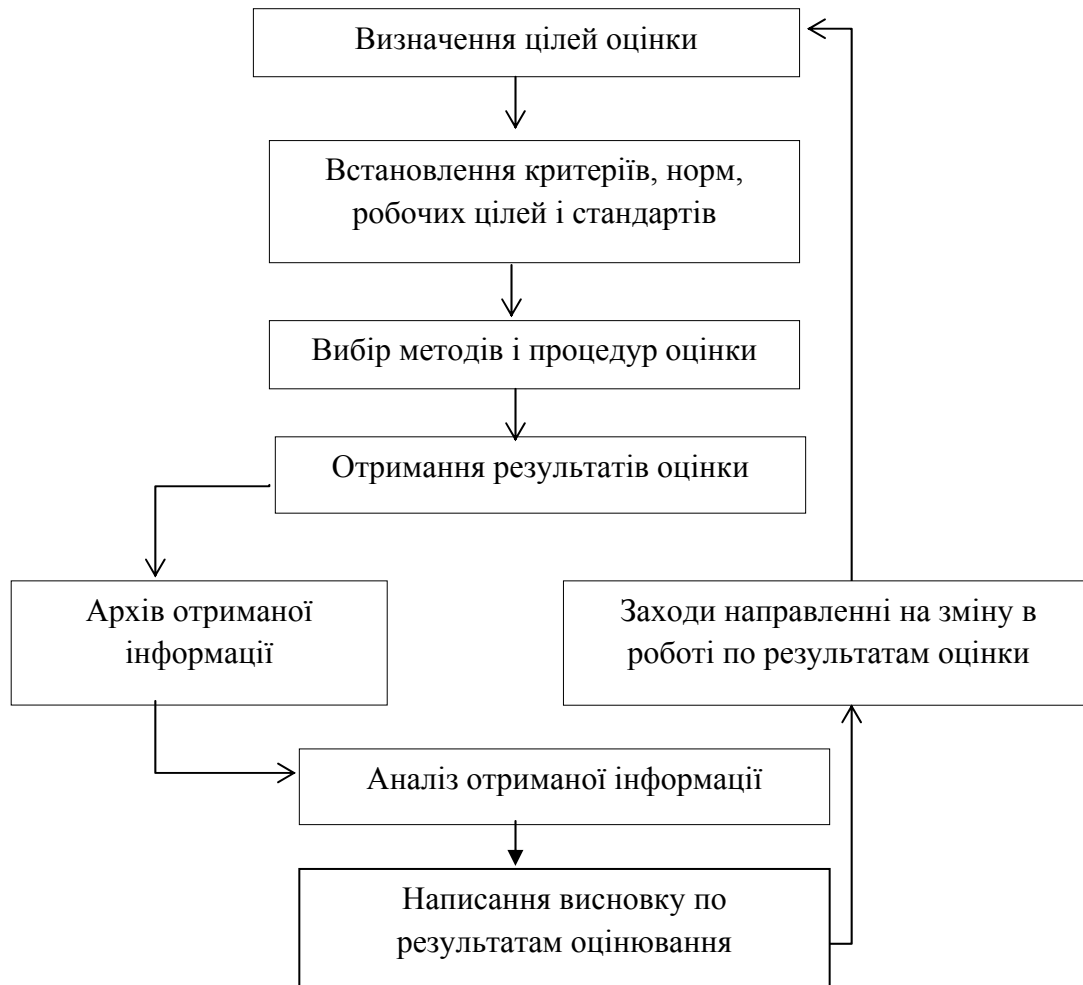 Визначення цілей оцінки
Встановлення критеріїв, норм,
робочих цілей і стандартів
Вибір методів і процедур оцінки
Отримання результатів оцінки
Архів отриманої
інформації
Заходи направленні на зміну в
роботі по результатам оцінки
Аналіз отриманої інформації
Написання висновку по
результатам оцінювання